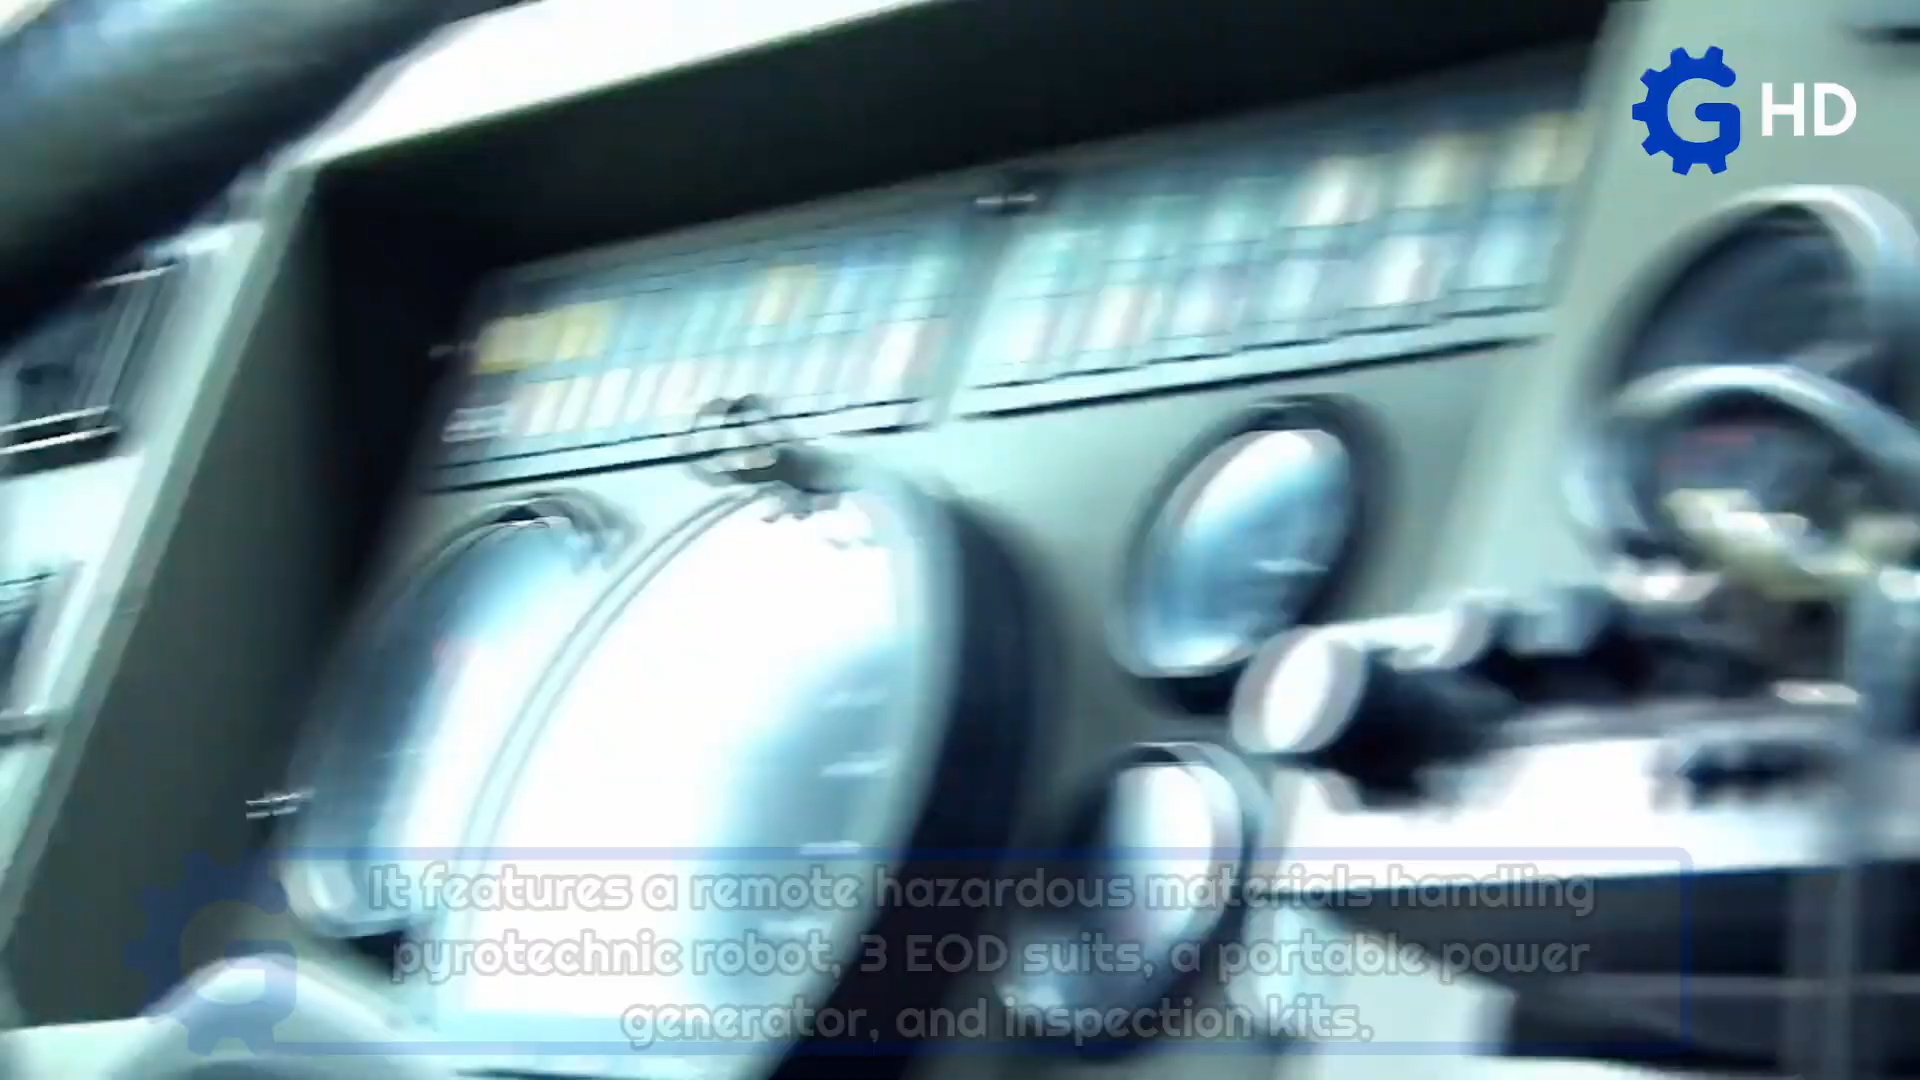 HD
It features a remote hazardous materials handling
pyrotechnic robot, 3 EOD suits, a portable power
generator, and inspection kits.